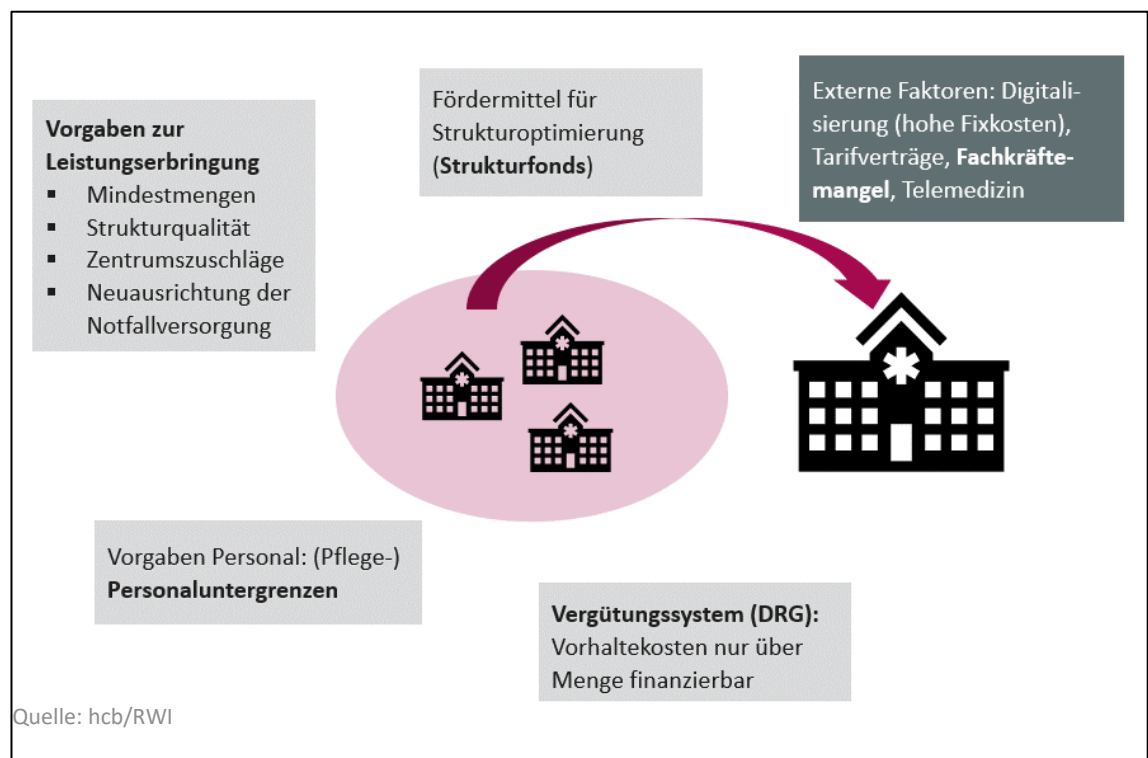 Vorgaben zur
Leistungserbringung
▪ Mindestmengen
▪ Strukturqualität
▪ Zentrumszuschläge
▪ Neuausrichtung der
Notfallversorgung
Fördermittel für
Strukturoptimierung
(Strukturfonds)
Externe Faktoren: Digitali-
sierung (hohe Fixkosten),
Tarifverträge, Fachkräfte-
mangel, Telemedizin
Vorgaben Personal: (Pflege-)
Personaluntergrenzen
Vergütungssystem (DRG):
Vorhaltekosten nur über
Menge finanzierbar
Quelle: hcb/RWI